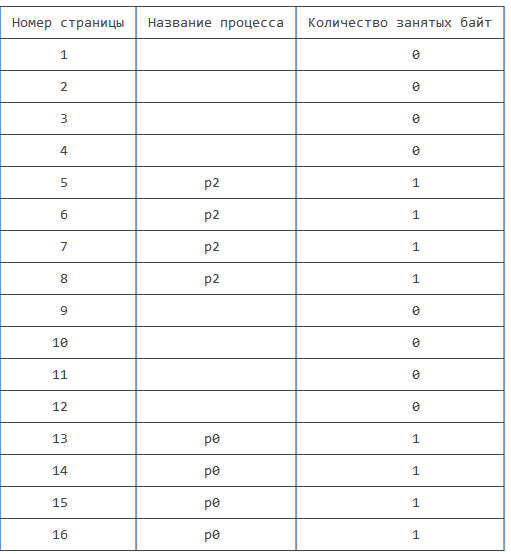 Номер страницы Название процесса Количество занятых байт
1 0
2 0
3 0
4 0
5 p2 1
6 p2 1
7 p2 1
8 p2 1
9 0
10 0
11 0
12 0
13 p0 1
14 p0 1
15 p0 1
16 p0 1